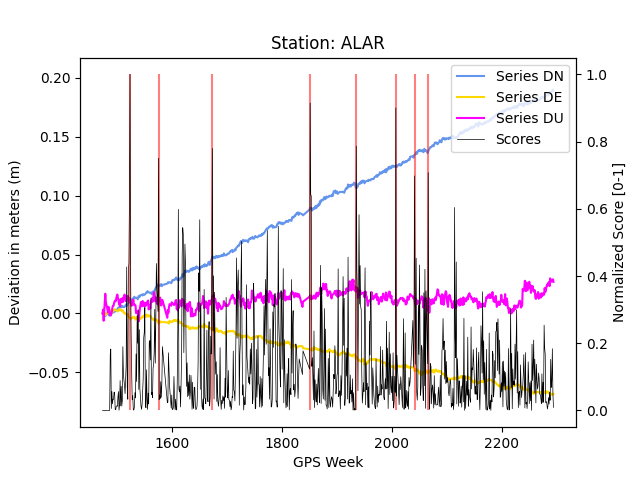 Station: ALAR
Series DN
Series DE
Series DU
Scores
0.20
0.15
0.10
0.05
0.00
−0.05
Deviation in meters (m)
1.0
0.8
0.6
0.4
0.2
0.0
Normalized Score [0-1]
1600 1800 2000 2200
GPS Week